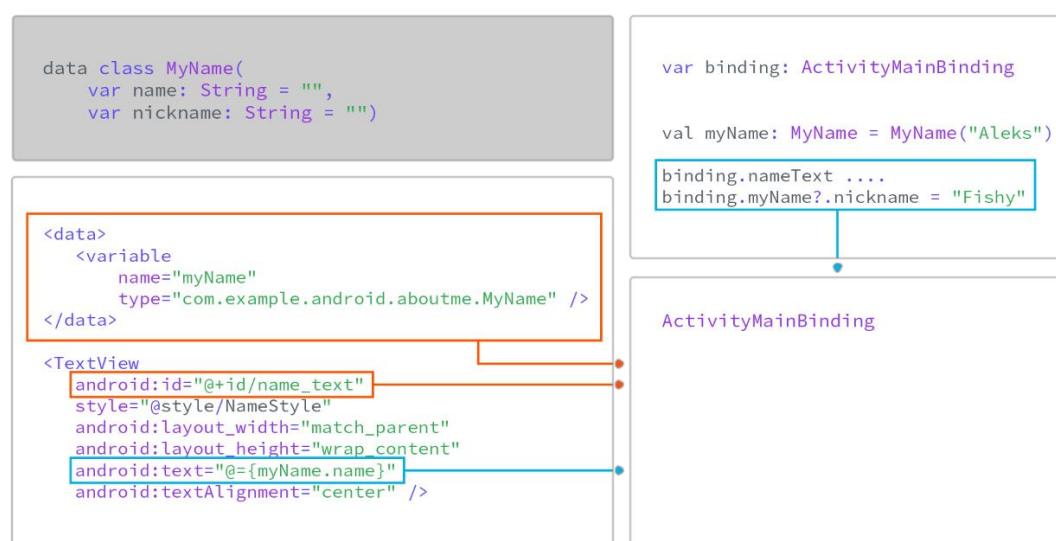 data class MyName(
var name: String = "",
var nickname: String = "")
<data>
<variable
name="myName"
type="com.example.android.aboutme.MyName" />
</data>
<TextView
android:id="@+id/name_text"
style="@style/NameStyle"
android:layout_width="match_parent"
android:layout_height="wrap_content"
android:text="@={myName.name}"
android:textAlignment="center" />
var binding: ActivityMainBinding
val myName: MyName = MyName("Aleks")
binding.nameText ....
binding.myName?.nickname = "Fishy"
ActivityMainBinding